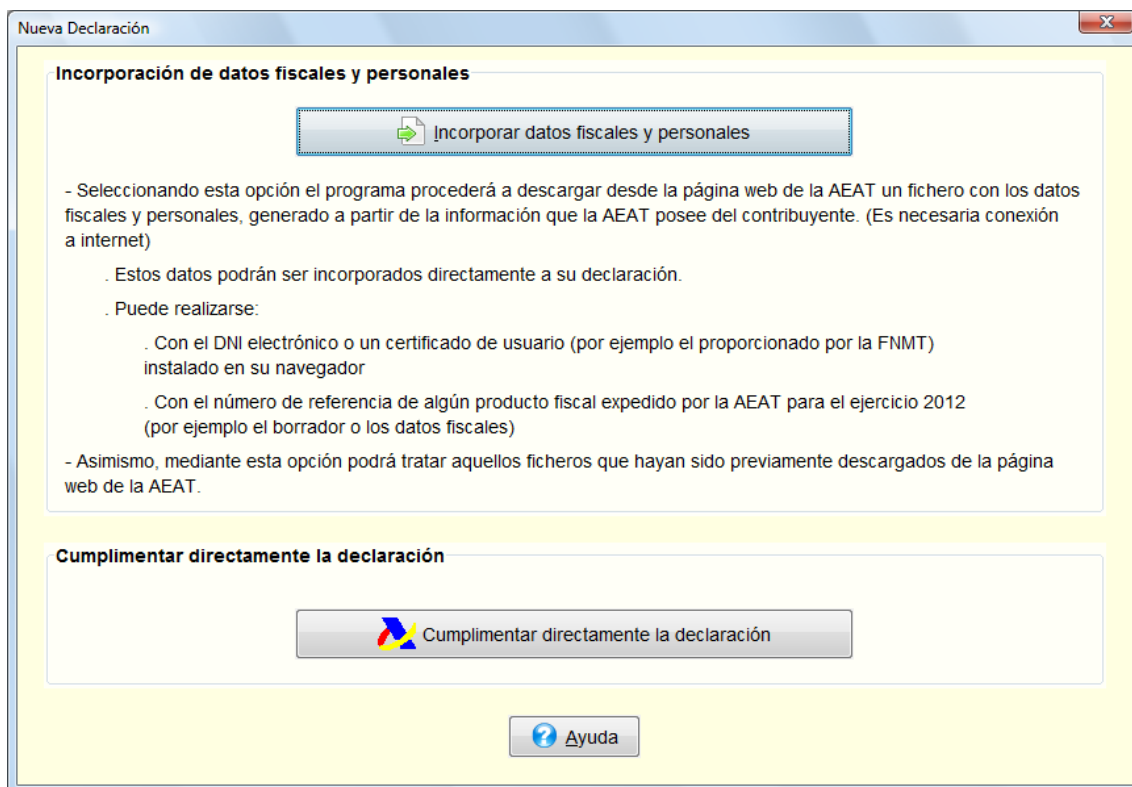 Nueva Declaración
Incorporación de datos fiscales y personales
Incorporar datos fiscales y personales
- Seleccionando esta opción el programa procederá a descargar desde la página web de la AEAT un fichero con los datos
fiscales y personales, generado a partir de la información que la AEAT posee del contribuyente. (Es necesaria conexión
a internet)
. Estos datos podrán ser incorporados directamente a su declaración.
. Puede realizarse:
. Con el DNI electrónico o un certificado de usuario (por ejemplo el proporcionado por la FNMT)
instalado en su navegador
. Con el número de referencia de algún producto fiscal expedido por la AEAT para el ejercicio 2012
(por ejemplo el borrador o los datos fiscales)
- Asimismo, mediante esta opción podrá tratar aquellos ficheros que hayan sido previamente descargados de la página
web de la AEAT.
Cumplimentar directamente la declaración
Cumplimentar directamente la declaración
Ayuda